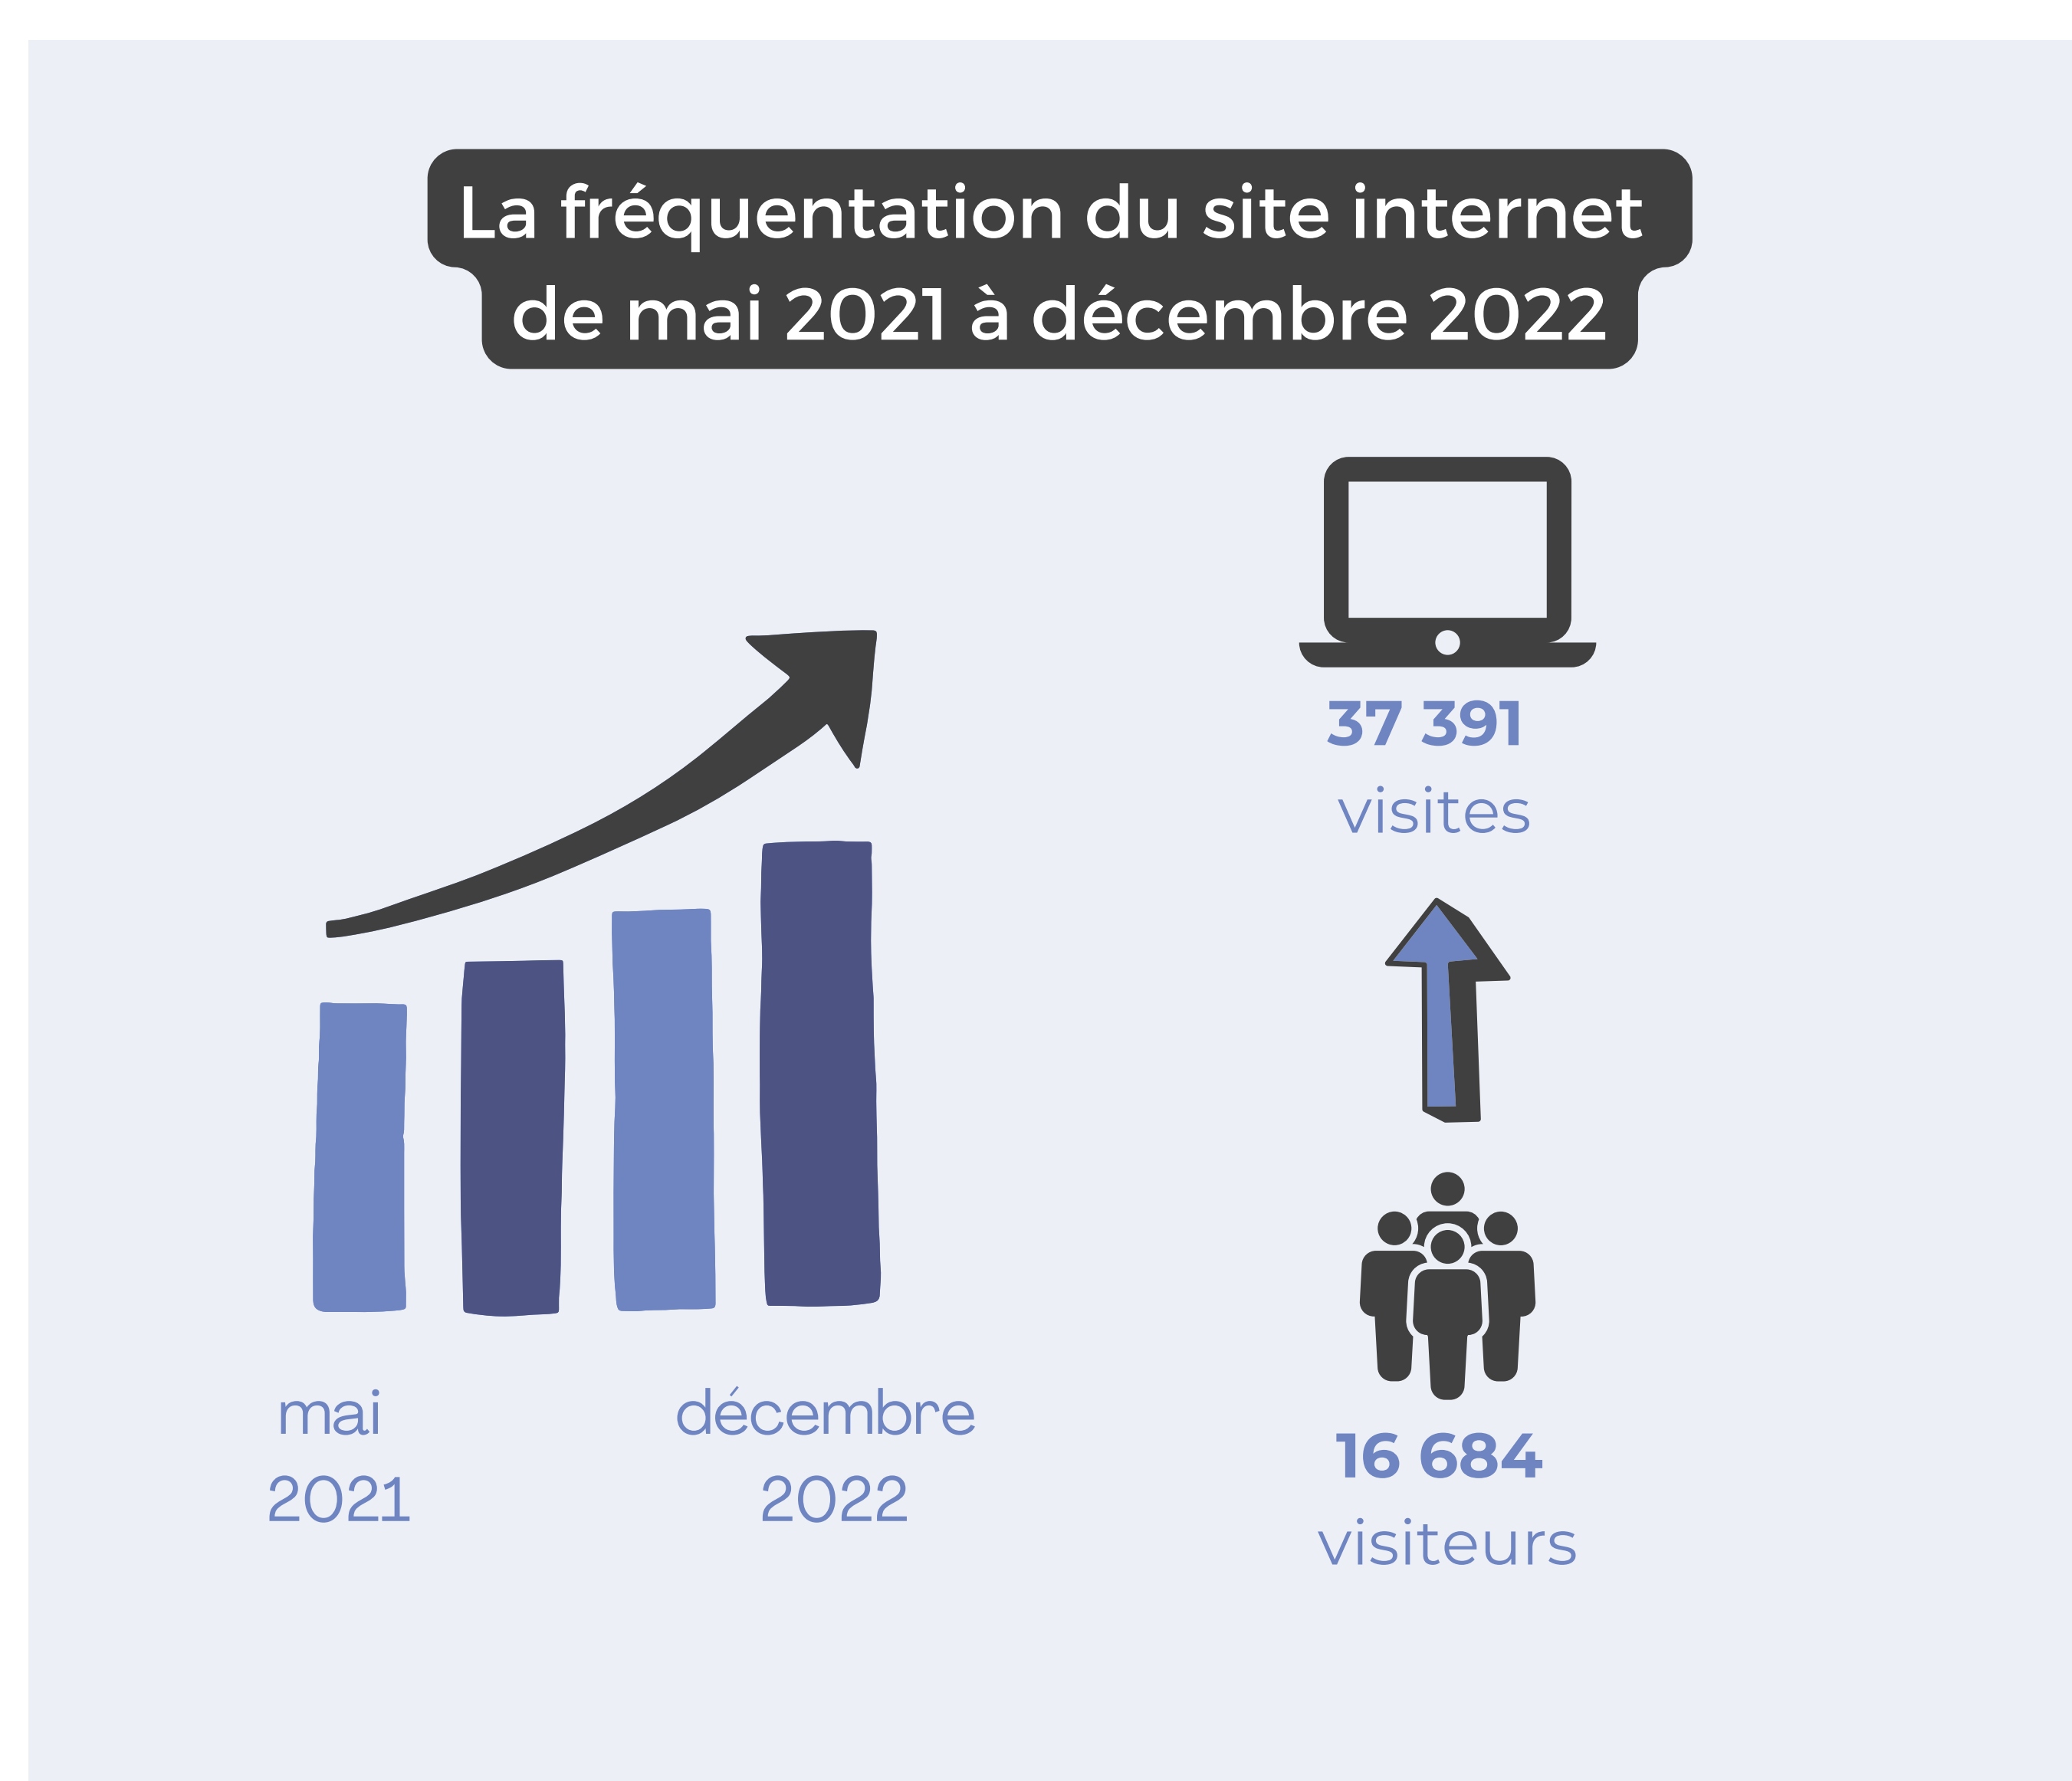 La fréquentation du site internet
de mai 2021 à décembre 2022
37 391
visites
16 684
visiteurs
mai
2021
décembre
2022